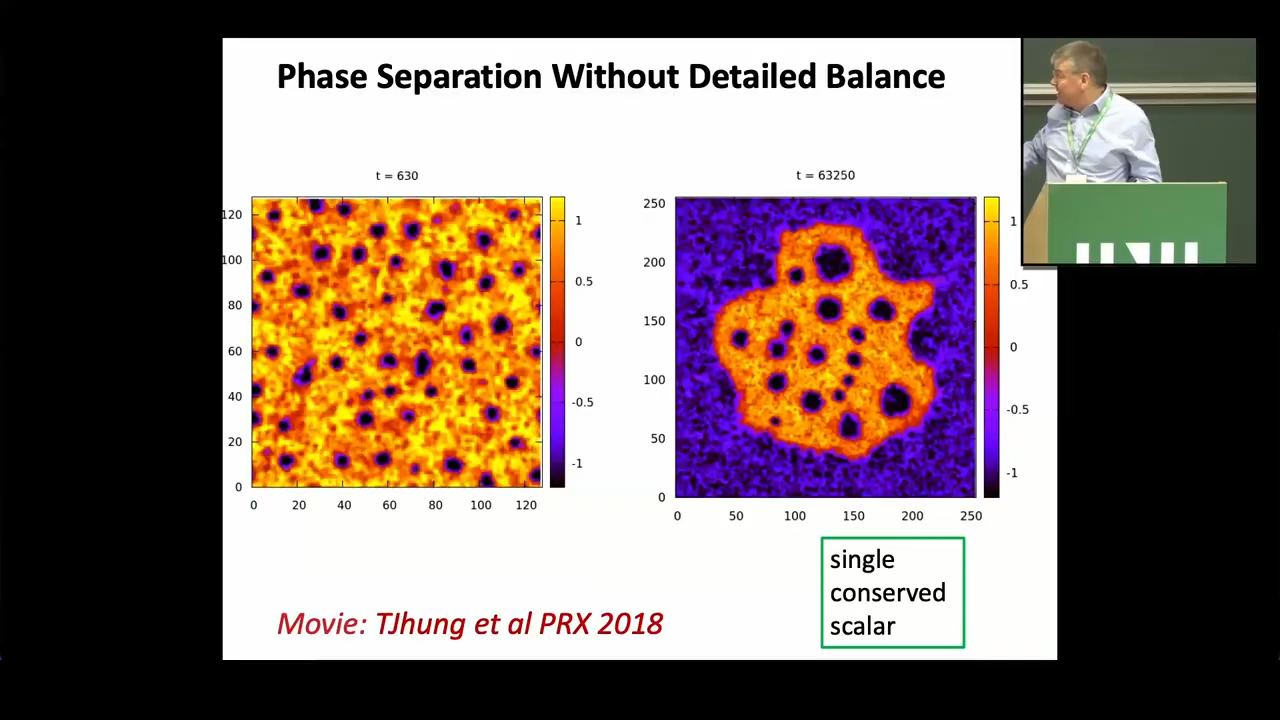 Phase Separation Without Detailed Balance
t = 630
120
100
80
60
40
20
0
0 20 40 60 80 100 120
1
0.5
0
-0.5
-1
t = 63250
250
200
150
100
50
0
0 50 100 150 200 250
1
0.5
0
-0.5
-1
single
conserved
scalar
Movie: TJhung et al PRX 2018